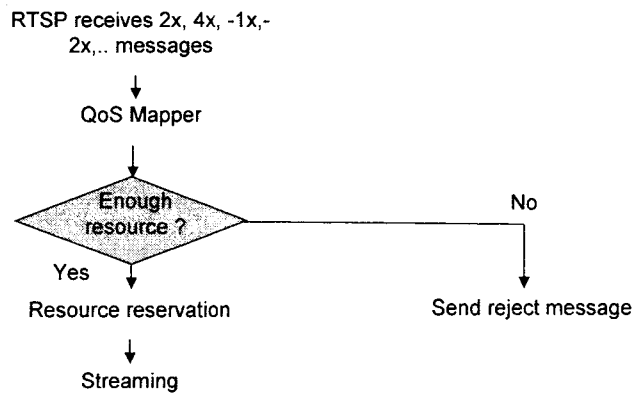 RTSP receives 2x, 4x, -1x,-
2x,.. messages
QoS Mapper
Enough
resource ?
No
Yes
Resource reservation
Send reject message
Streaming